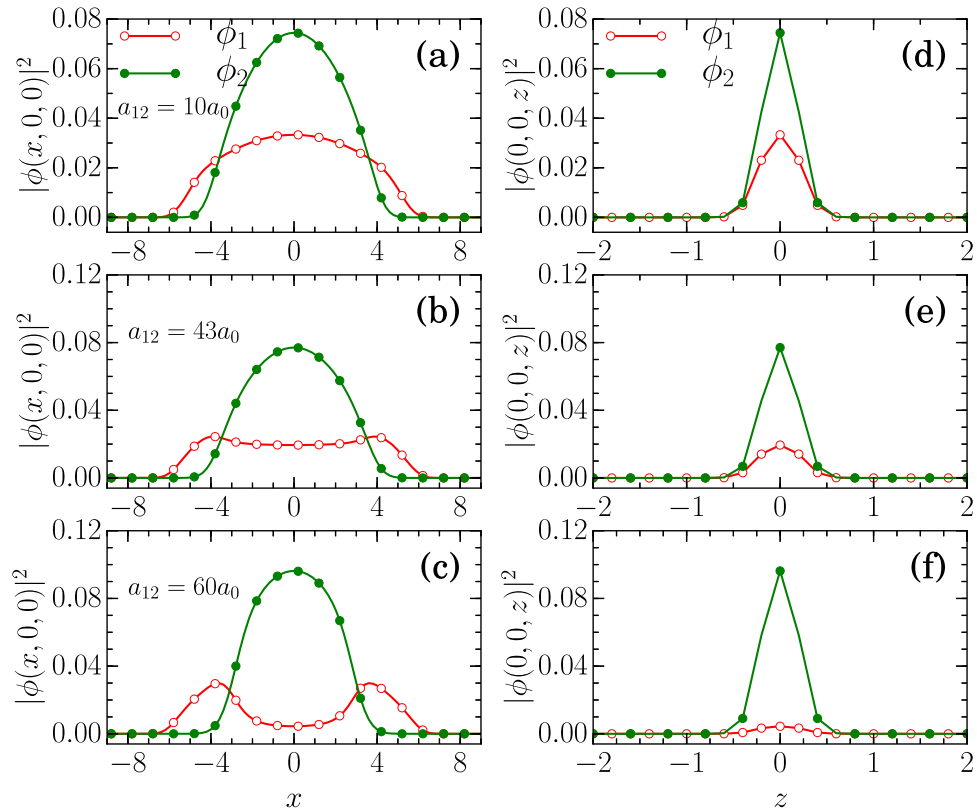 0.08
0.06
0.04
0.02
0.00
|ϕ(x, 0, 0)|²
ϕ₁
ϕ₂
a₁₂ = 10a₀
(a)
−8 −4 0 4 8
0.08
0.06
0.04
0.02
0.00
|ϕ(0, 0, z)|²
ϕ₁
ϕ₂
(d)
−2 −1 0 1 2
0.12
0.08
0.04
0.00
|ϕ(x, 0, 0)|²
a₁₂ = 43a₀
(b)
−8 −4 0 4 8
0.12
0.08
0.04
0.00
|ϕ(0, 0, z)|²
(e)
−2 −1 0 1 2
0.12
0.08
0.04
0.00
|ϕ(x, 0, 0)|²
a₁₂ = 60a₀
(c)
−8 −4 0 4 8
x
0.12
0.08
0.04
0.00
|ϕ(0, 0, z)|²
(f)
−2 −1 0 1 2
z